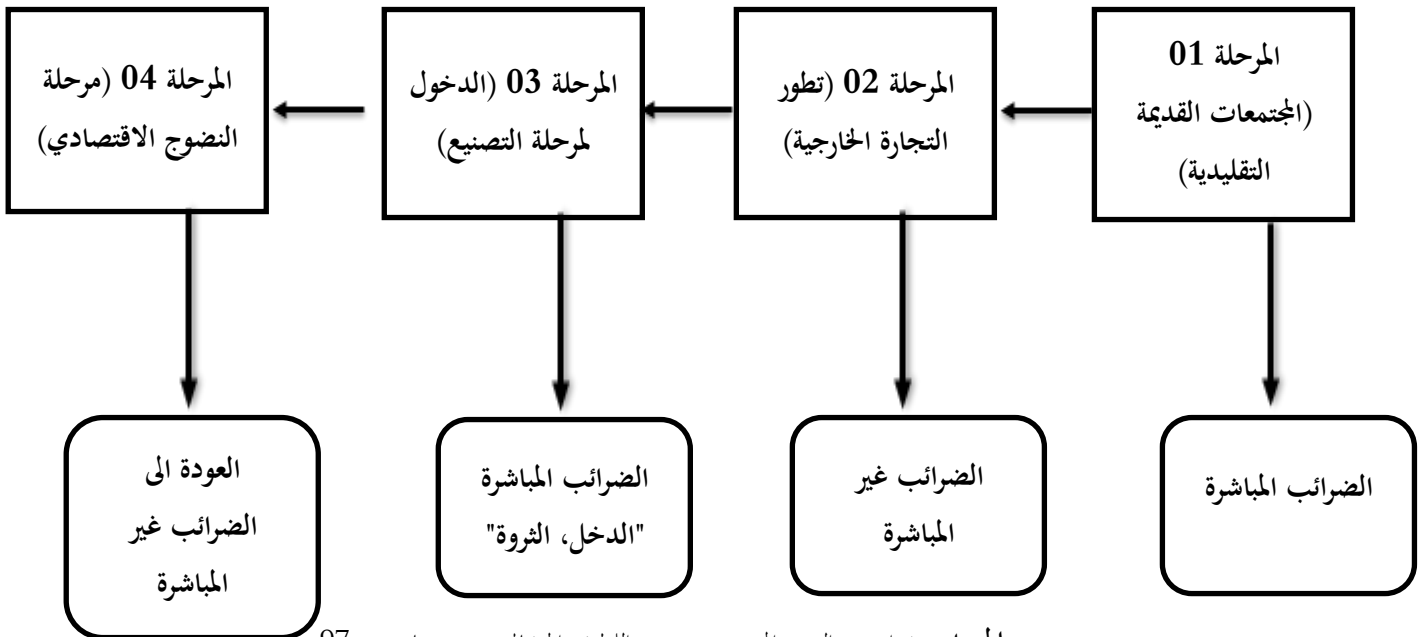 المرحلة 01
(المجتمعات القديمة
التقليدية)
المرحلة 02 (تطور
التجارة الخارجية)
المرحلة 03 (الدخول
لمرحلة التصنيع)
المرحلة 04 (مرحلة
النضوج الاقتصادي)
الضرائب المباشرة
الضرائب غير
المباشرة
الضرائب المباشرة
"الدخل، الثروة"
العودة الى
الضرائب غير
المباشرة